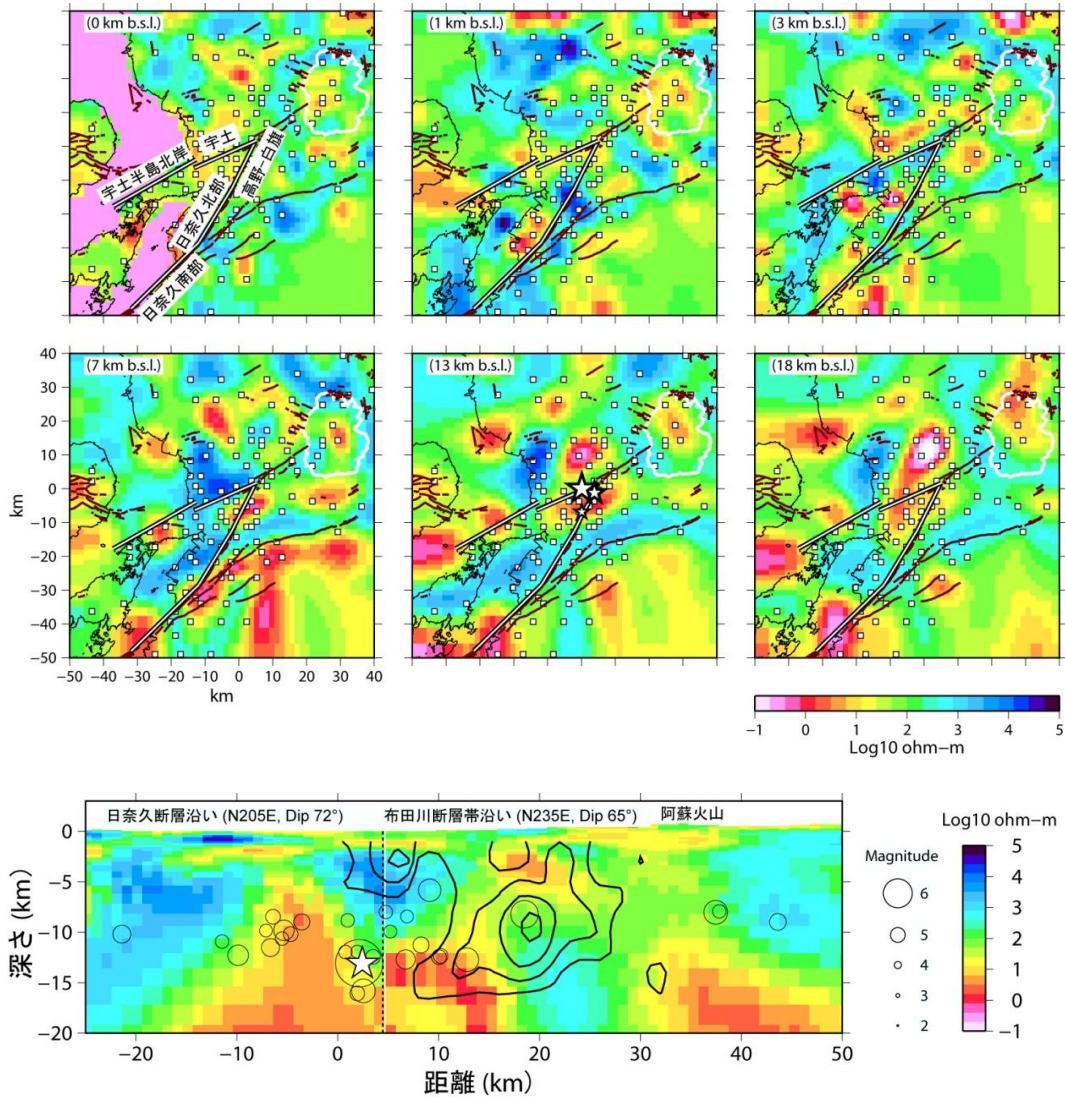 (0 km b.s.l.)
(1 km b.s.l.)
(3 km b.s.l.)
宇土半島北岸
宇土
日奈久北部
高野−白旗
日奈久南部
(7 km b.s.l.)
(13 km b.s.l.)
(18 km b.s.l.)
40
30
20
10
0
−10
−20
−30
−40
−50
km
−50 −40 −30 −20 −10 0 10 20 30 40
km
−1 0 1 2 3 4 5
Log10 ohm−m
日奈久断層沿い (N205E, Dip 72°)
布田川断層帯沿い (N235E, Dip 65°)
阿蘇火山
0
−5
−10
−15
−20
深さ (km)
−20 −10 0 10 20 30 40 50
距離 (km)
Magnitude
6
5
4
3
2
Log10 ohm−m
5
4
3
2
1
0
−1